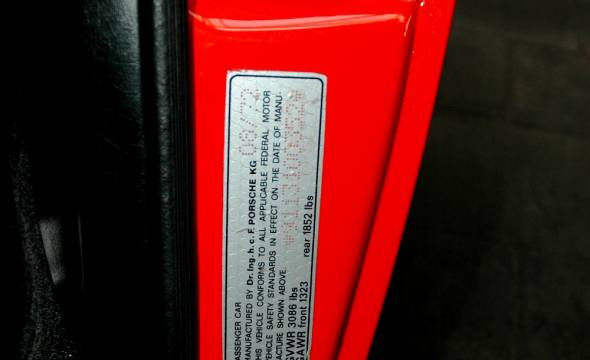 PASSENGER CAR
MANUFACTURED BY Dr. Ing. h. c. F. PORSCHE KG
THIS VEHICLE CONFORMS TO ALL APPLICABLE FEDERAL MOTOR
VEHICLE SAFETY STANDARDS IN EFFECT ON THE DATE OF MANU-
FACTURE SHOWN ABOVE.
GVWR 3086 lbs
GAWR front 1323 rear 1852 lbs